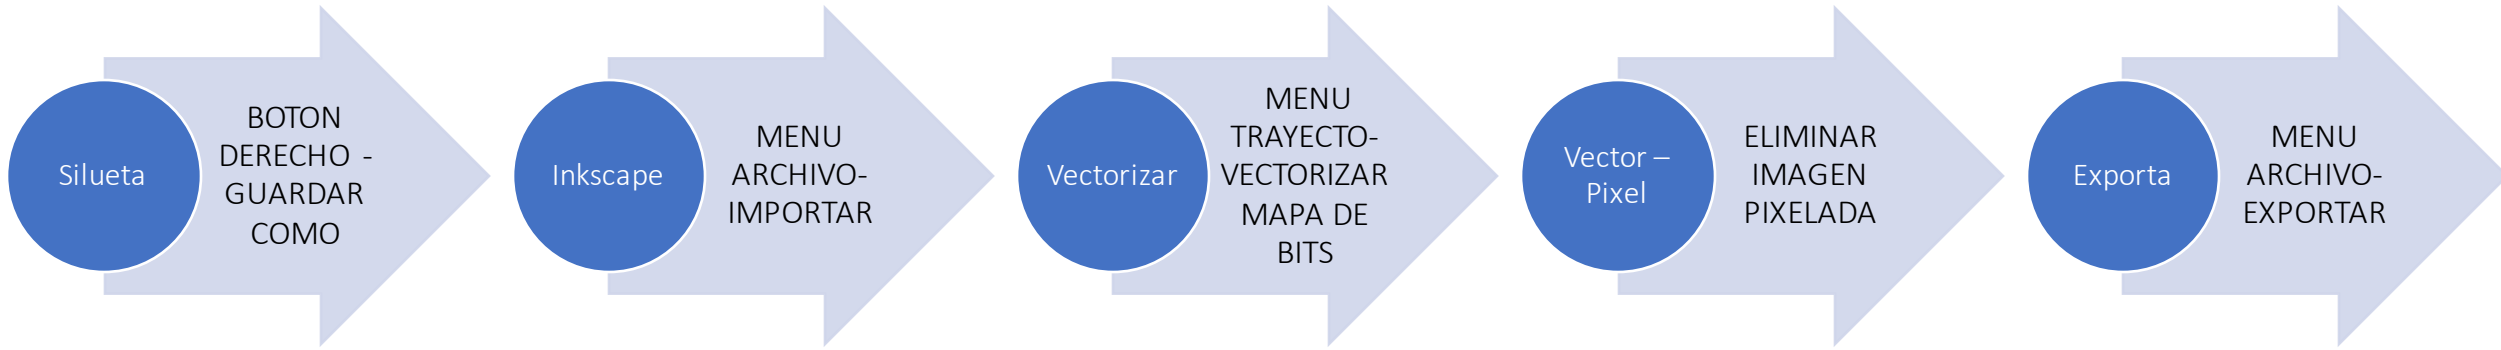 Silueta
BOTON
DERECHO -
GUARDAR
COMO
Inkscape
MENU
ARCHIVO-
IMPORTAR
Vectorizar
MENU
TRAYECTO-
VECTORIZAR
MAPA DE
BITS
Vector –
Pixel
ELIMINAR
IMAGEN
PIXELADA
Exporta
MENU
ARCHIVO-
EXPORTAR